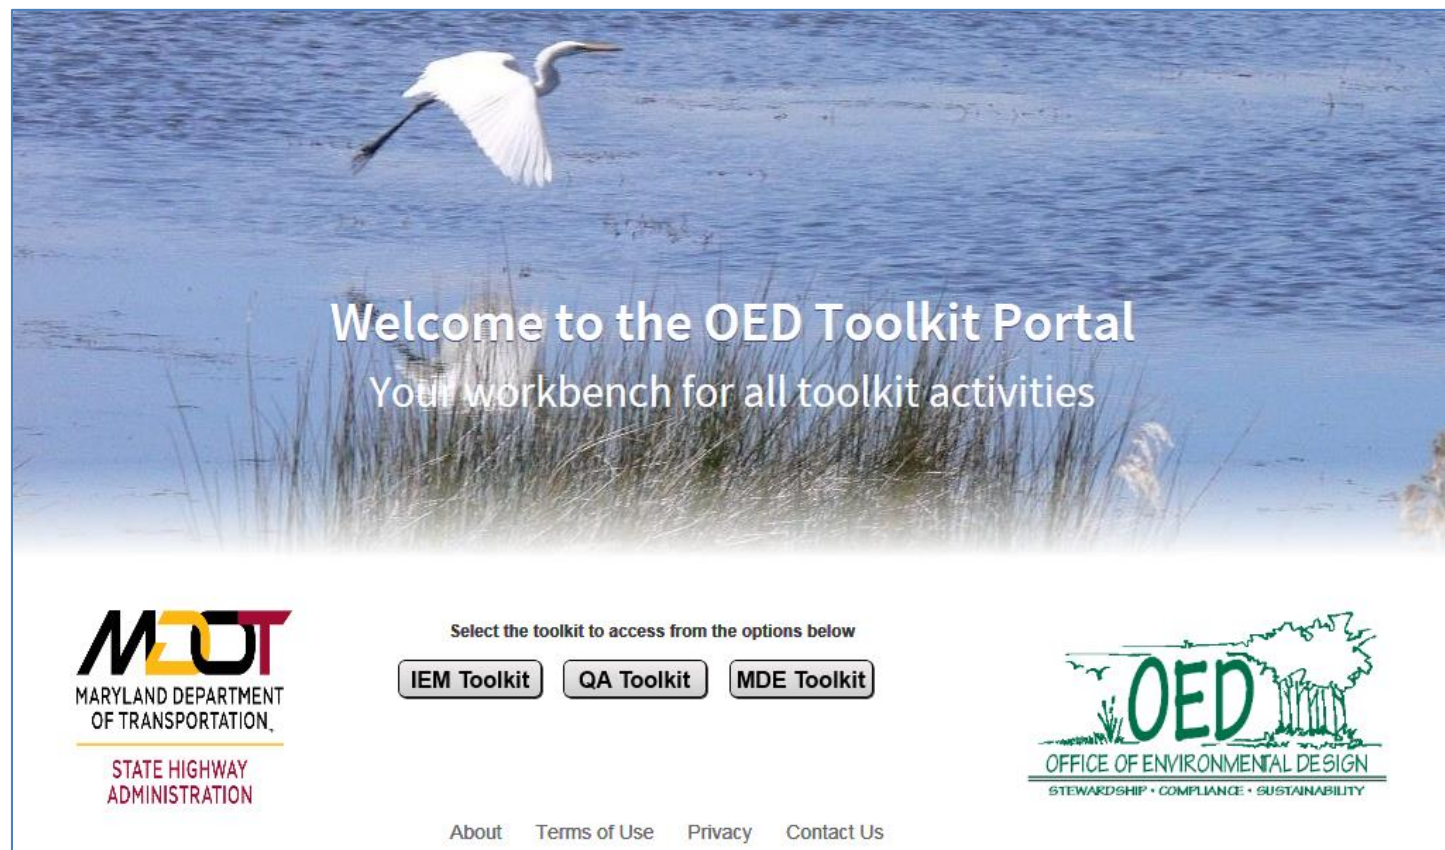 Welcome to the OED Toolkit Portal
Your workbench for all toolkit activities
MDOT
MARYLAND DEPARTMENT
OF TRANSPORTATION
STATE HIGHWAY
ADMINISTRATION
Select the toolkit to access from the options below
IEM Toolkit
QA Toolkit
MDE Toolkit
OED
OFFICE OF ENVIRONMENTAL DESIGN
STEWARDSHIP • COMPLIANCE • SUSTAINABILITY
About Terms of Use Privacy Contact Us